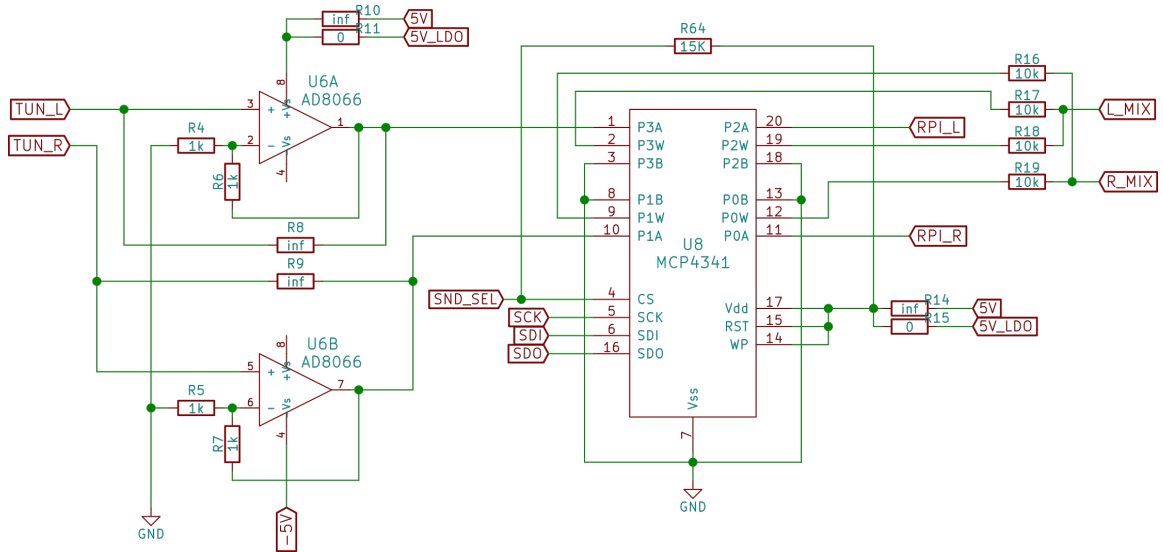 R10
inf
5V
R11
0
5V_LDO
U6A
AD8066
8
+Vs
TUN_L
3
+
1
TUN_R
R4
1k
2
-
Vs
4
R6
1k
R8
inf
R9
inf
U6B
AD8066
8
+Vs
5
+
7
R5
1k
6
-
Vs
4
R7
1k
GND
-5V
R64
15K
R16
10k
R17
10k
L_MIX
R18
10k
R19
10k
R_MIX
1 P3A P2A 20 RPI_L
2 P3W P2W 19
3 P3B P2B 18
8 P1B P0B 13
9 P1W P0W 12
10 P1A P0A 11 RPI_R
U8
MCP4341
SND_SEL 4 CS Vdd 17
SCK 5 SCK RST 15
SDI 6 SDI WP 14
SDO 16 SDO
R14
inf
5V
R15
0
5V_LDO
Vss
7
GND